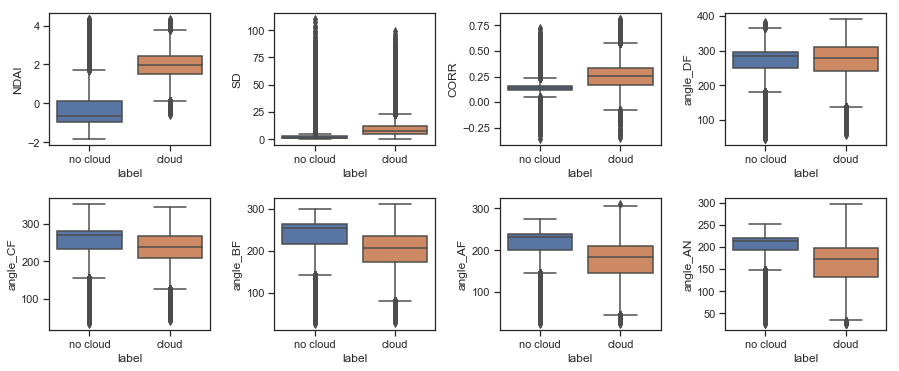 NDAI
4
2
0
−2
no cloud
cloud
label
SD
100
75
50
25
0
no cloud
cloud
label
CORR
0.75
0.50
0.25
0.00
−0.25
no cloud
cloud
label
angle_DF
400
300
200
100
no cloud
cloud
label
angle_CF
300
200
100
no cloud
cloud
label
angle_BF
300
200
100
no cloud
cloud
label
angle_AF
300
200
100
no cloud
cloud
label
angle_AN
300
250
200
150
100
50
no cloud
cloud
label